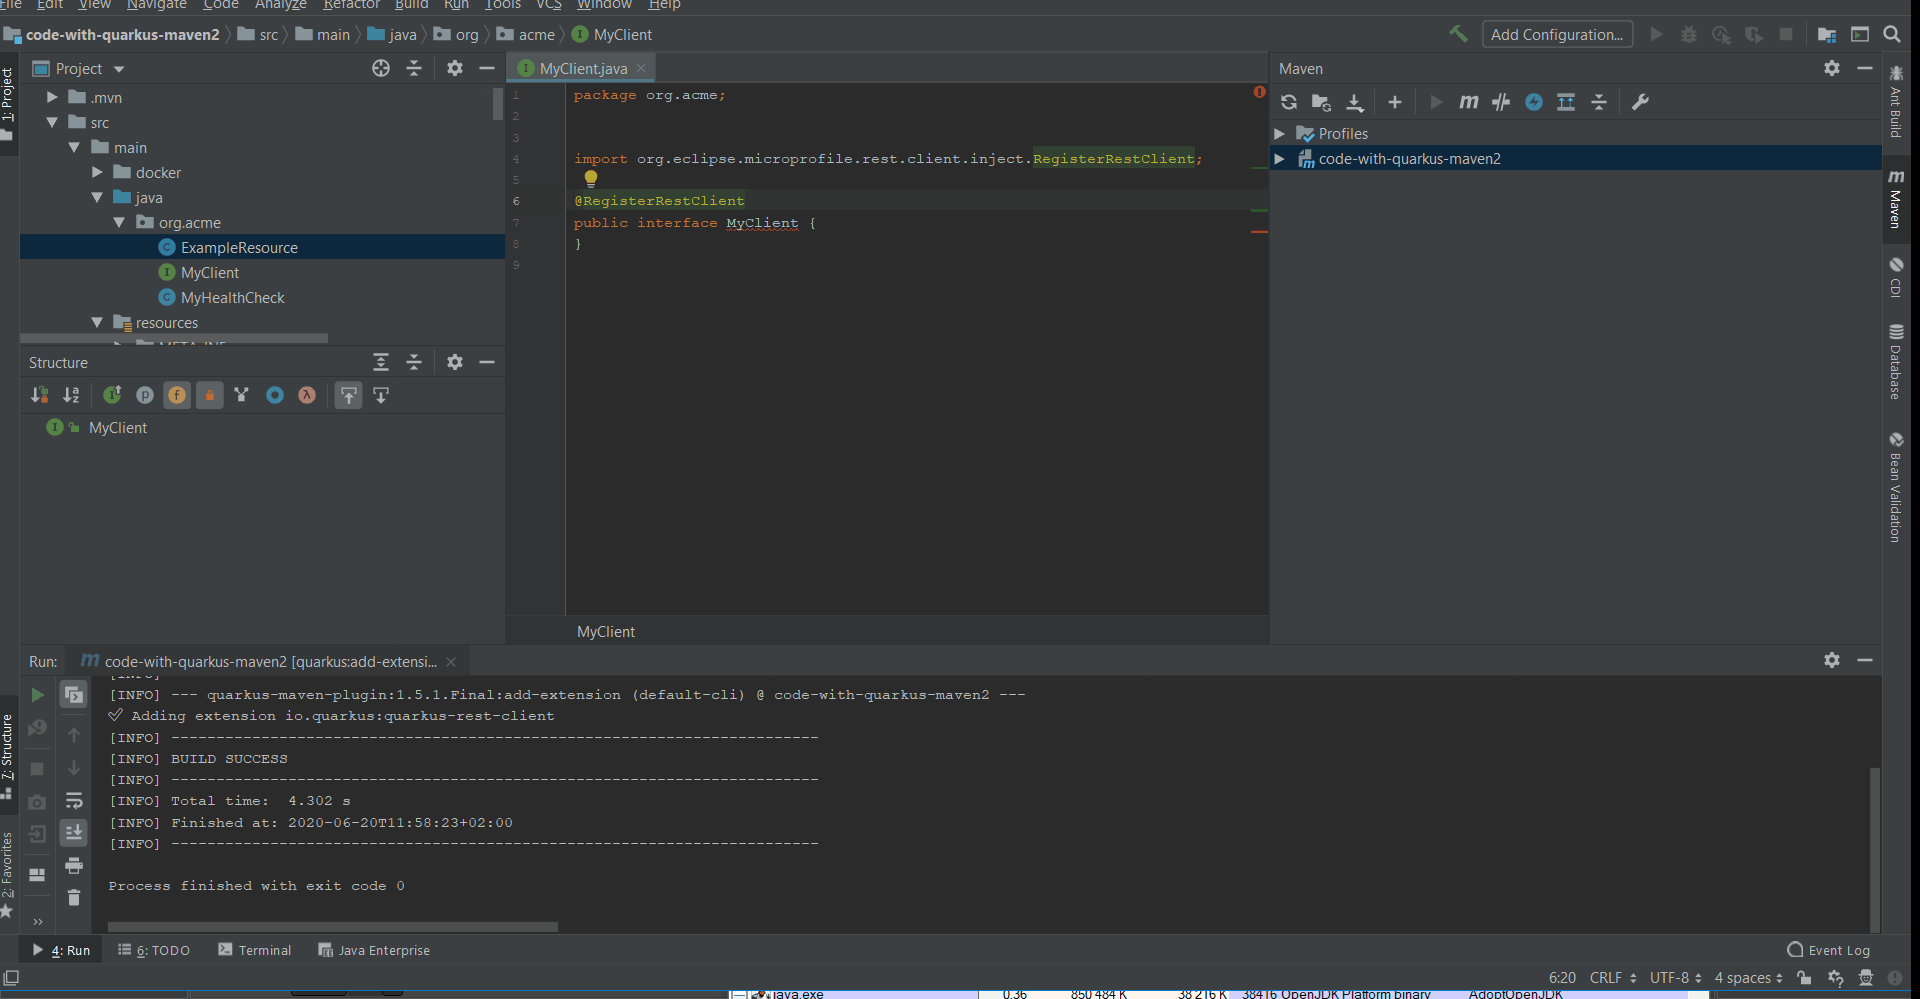 File Edit View Navigate Code Analyze Refactor Build Run Tools VCS Window Help
code-with-quarkus-maven2 src main java org acme MyClient
Add Configuration...
1: Project
Project
.mvn
src
main
docker
java
org.acme
ExampleResource
MyClient
MyHealthCheck
resources
META-INF
Structure
MyClient
MyClient.java
1 package org.acme;
2
3
4 import org.eclipse.microprofile.rest.client.inject.RegisterRestClient;
5
6 @RegisterRestClient
7 public interface MyClient {
8 }
9
MyClient
Maven
Profiles
code-with-quarkus-maven2
Ant Build
Maven
CDI
Database
Bean Validation
Run: code-with-quarkus-maven2 [quarkus:add-extensi...
[INFO]
[INFO] --- quarkus-maven-plugin:1.5.1.Final:add-extension (default-cli) @ code-with-quarkus-maven2 ---
✓ Adding extension io.quarkus:quarkus-rest-client
[INFO] ------------------------------------------------------------------------
[INFO] BUILD SUCCESS
[INFO] ------------------------------------------------------------------------
[INFO] Total time:  4.302 s
[INFO] Finished at: 2020-06-20T11:58:23+02:00
[INFO] ------------------------------------------------------------------------
Process finished with exit code 0
7: Structure
2: Favorites
4: Run 6: TODO Terminal Java Enterprise Event Log
6:20 CRLF UTF-8 4 spaces
java.exe 0.36 850 484 K 38 216 K 38416 OpenJDK Platform binary AdoptOpenJDK